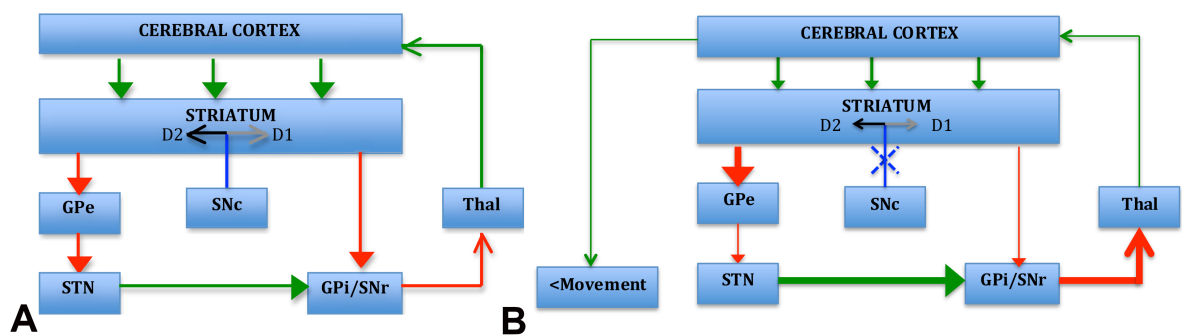 CEREBRAL CORTEX
STRIATUM
D2 D1
GPe
SNc
Thal
STN
GPi/SNr
A
CEREBRAL CORTEX
STRIATUM
D2 D1
GPe
SNc
Thal
<Movement
STN
GPi/SNr
B